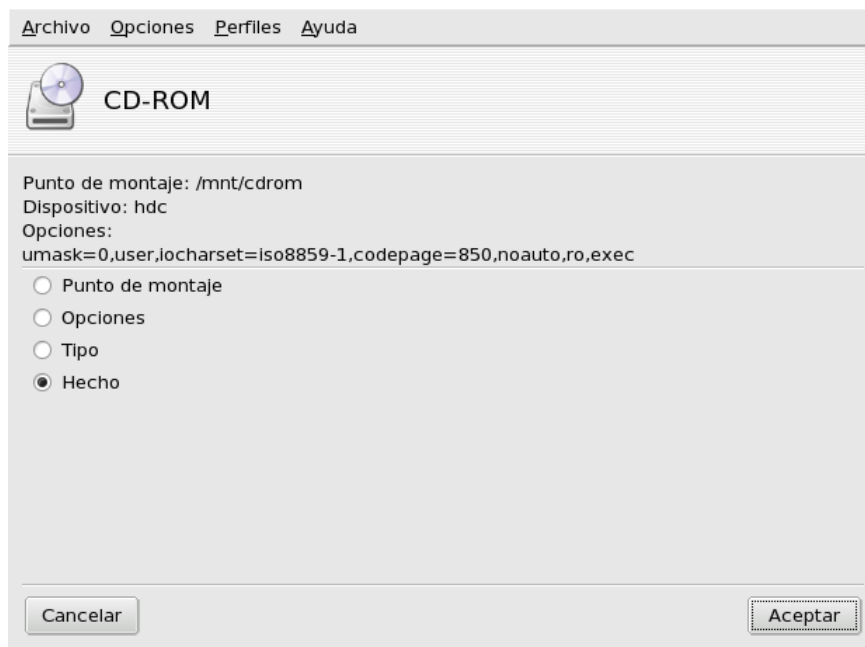 Archivo Opciones Perfiles Ayuda
CD-ROM
Punto de montaje: /mnt/cdrom
Dispositivo: hdc
Opciones:
umask=0,user,iocharset=iso8859-1,codepage=850,noauto,ro,exec
Punto de montaje
Opciones
Tipo
Hecho
Cancelar Aceptar